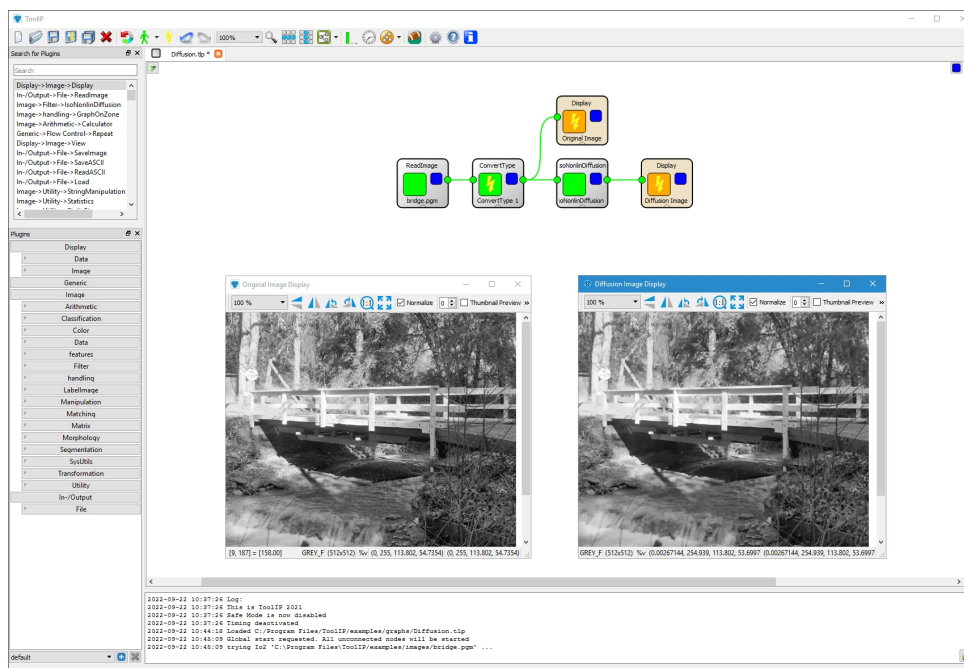 ToolIP
100%
Search for Plugins
Diffusion.tlp *
Search
Display->Image->Display
In-/Output->File->ReadImage
Image->Filter->IsoNonlinDiffusion
Image->handling->GraphOnZone
Image->Arithmetic->Calculator
Generic->Flow Control->Repeat
Display->Image->View
In-/Output->File->SaveImage
In-/Output->File->SaveASCII
In-/Output->File->ReadASCII
In-/Output->File->Load
Image->Utility->StringManipulation
Image->Utility->Statistics
Plugins
Display
Data
Image
Generic
Image
Arithmetic
Classification
Color
Data
features
Filter
handling
LabelImage
Manipulation
Matching
Matrix
Morphology
Segmentation
SysUtils
Transformation
Utility
In-/Output
File
default
Display
Original Image
ReadImage
bridge.pgm
ConvertType
ConvertType 1
soNonlinDiffusion
oNonlinDiffusion
Display
Diffusion Image
Original Image Display
100 %
1:1
Normalize
0
Thumbnail Preview »
[9, 187] = [158.00] GREY_F (512x512) %v (0, 255, 113.802, 54.7354) (0, 255, 113.802, 54.7354)
Diffusion Image Display
100 %
1:1
Normalize
0
Thumbnail Preview »
GREY_F (512x512) %v (0.00267144, 254.939, 113.802, 53.6997) (0.00267144, 254.939, 113.802, 53.6997
2022-09-22 10:37:26 Log:
2022-09-22 10:37:26 This is ToolIP 2021
2022-09-22 10:37:26 Safe Mode is now disabled
2022-09-22 10:37:26 Timing deactivated
2022-09-22 10:44:18 Loaded C:/Program Files/ToolIP/examples/graphs/Diffusion.tlp
2022-09-22 10:45:09 Global start requested. All unconnected nodes will be started
2022-09-22 10:45:09 trying Io2 'C:\Program Files\ToolIP/examples/images/bridge.pgm' ...